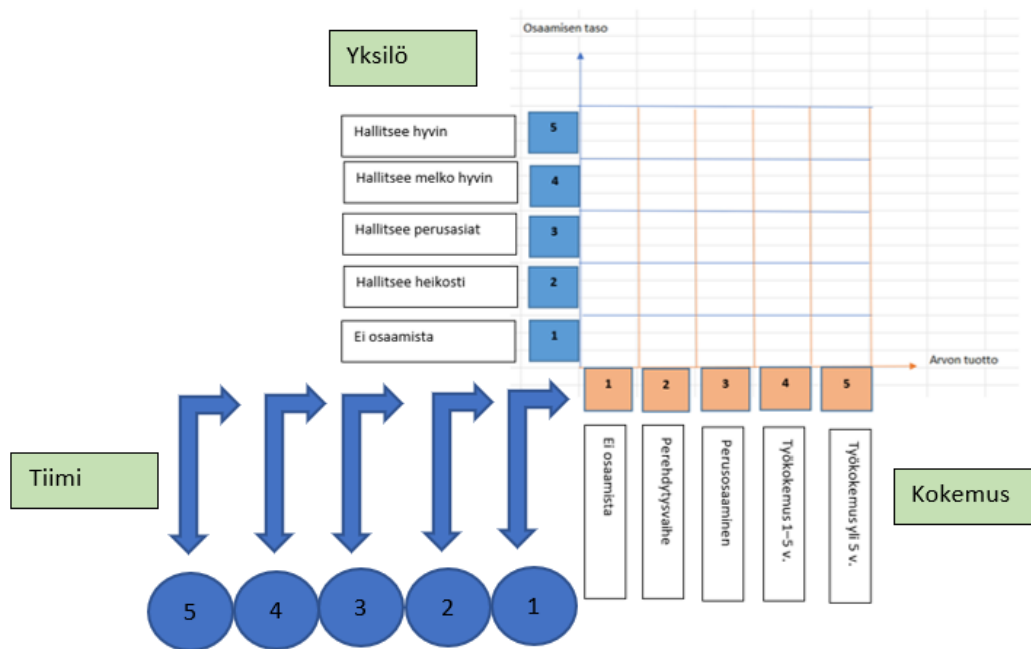 Osaamisen taso
Yksilö
Hallitsee hyvin
5
Hallitsee melko hyvin
4
Hallitsee perusasiat
3
Hallitsee heikosti
2
Ei osaamista
1
Arvon tuotto
1
2
3
4
5
Ei osaamista
Perehdytysvaihe
Perusosaaminen
Työkokemus 1–5 v.
Työkokemus yli 5 v.
Tiimi
Kokemus
5
4
3
2
1